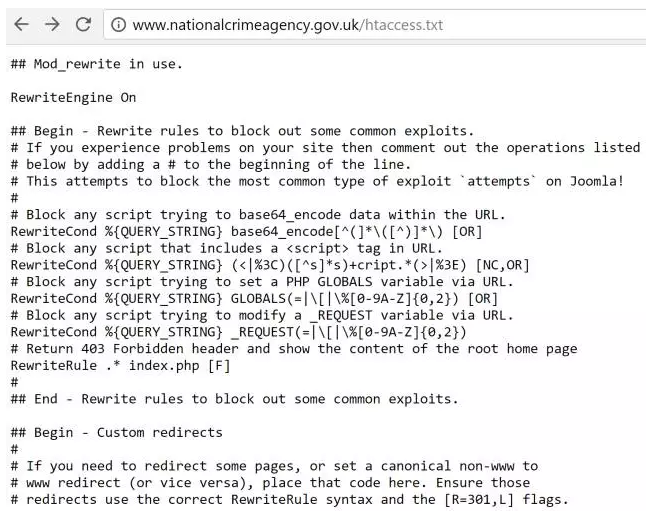 www.nationalcrimeagency.gov.uk/htaccess.txt
## Mod_rewrite in use.
RewriteEngine On
## Begin - Rewrite rules to block out some common exploits.
# If you experience problems on your site then comment out the operations listed
# below by adding a # to the beginning of the line.
# This attempts to block the most common type of exploit `attempts` on Joomla!
#
# Block any script trying to base64_encode data within the URL.
RewriteCond %{QUERY_STRING} base64_encode[^(]*\([^)]*\) [OR]
# Block any script that includes a <script> tag in URL.
RewriteCond %{QUERY_STRING} (<|%3C)([^s]*s)+cript.*(>|%3E) [NC,OR]
# Block any script trying to set a PHP GLOBALS variable via URL.
RewriteCond %{QUERY_STRING} GLOBALS(=|\[|\%[0-9A-Z]{0,2}) [OR]
# Block any script trying to modify a _REQUEST variable via URL.
RewriteCond %{QUERY_STRING} _REQUEST(=|\[|\%[0-9A-Z]{0,2})
# Return 403 Forbidden header and show the content of the root home page
RewriteRule .* index.php [F]
#
## End - Rewrite rules to block out some common exploits.
## Begin - Custom redirects
#
# If you need to redirect some pages, or set a canonical non-www to
# www redirect (or vice versa), place that code here. Ensure those
# redirects use the correct RewriteRule syntax and the [R=301,L] flags.